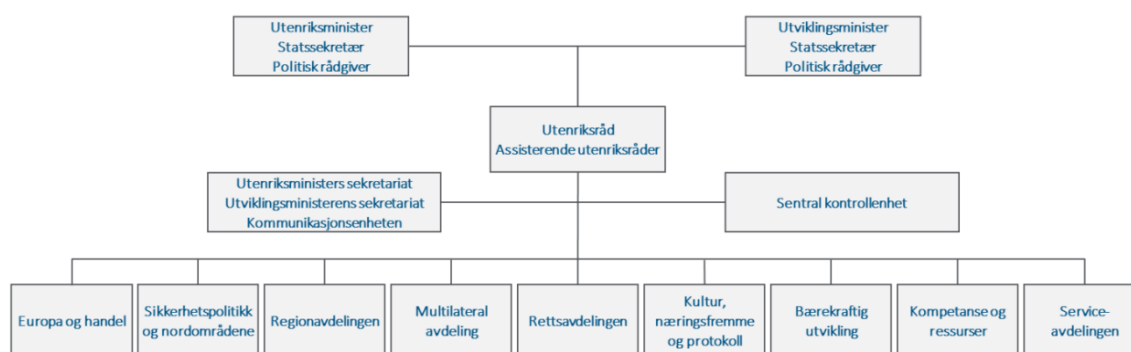 Utenriksminister
Statssekretær
Politisk rådgiver
Utviklingsminister
Statssekretær
Politisk rådgiver
Utenriksråd
Assisterende utenriksråder
Utenriksministers sekretariat
Utviklingsministerens sekretariat
Kommunikasjonsenheten
Sentral kontrollenhet
Europa og handel
Sikkerhetspolitikk
og nordområdene
Regionavdelingen
Multilateral
avdeling
Rettsavdelingen
Kultur,
næringsfremme
og protokoll
Bærekraftig
utvikling
Kompetanse og
ressurser
Service-
avdelingen